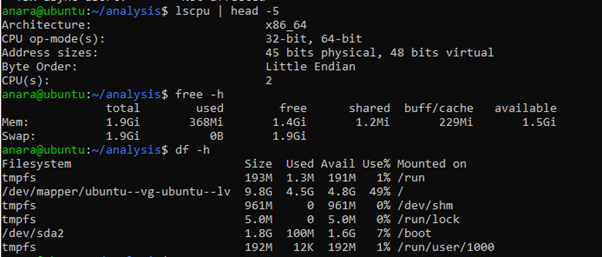 anara@ubuntu:~/analysis$ lscpu | head -5
Architecture: x86_64
CPU op-mode(s): 32-bit, 64-bit
Address sizes: 45 bits physical, 48 bits virtual
Byte Order: Little Endian
CPU(s): 2
anara@ubuntu:~/analysis$ free -h
total used free shared buff/cache available
Mem: 1.9Gi 368Mi 1.4Gi 1.2Mi 229Mi 1.5Gi
Swap: 1.9Gi 0B 1.9Gi
anara@ubuntu:~/analysis$ df -h
Filesystem Size Used Avail Use% Mounted on
tmpfs 193M 1.3M 191M 1% /run
/dev/mapper/ubuntu--vg-ubuntu--lv 9.8G 4.5G 4.8G 49% /
tmpfs 961M 0 961M 0% /dev/shm
tmpfs 5.0M 0 5.0M 0% /run/lock
/dev/sda2 1.8G 100M 1.6G 7% /boot
tmpfs 192M 12K 192M 1% /run/user/1000